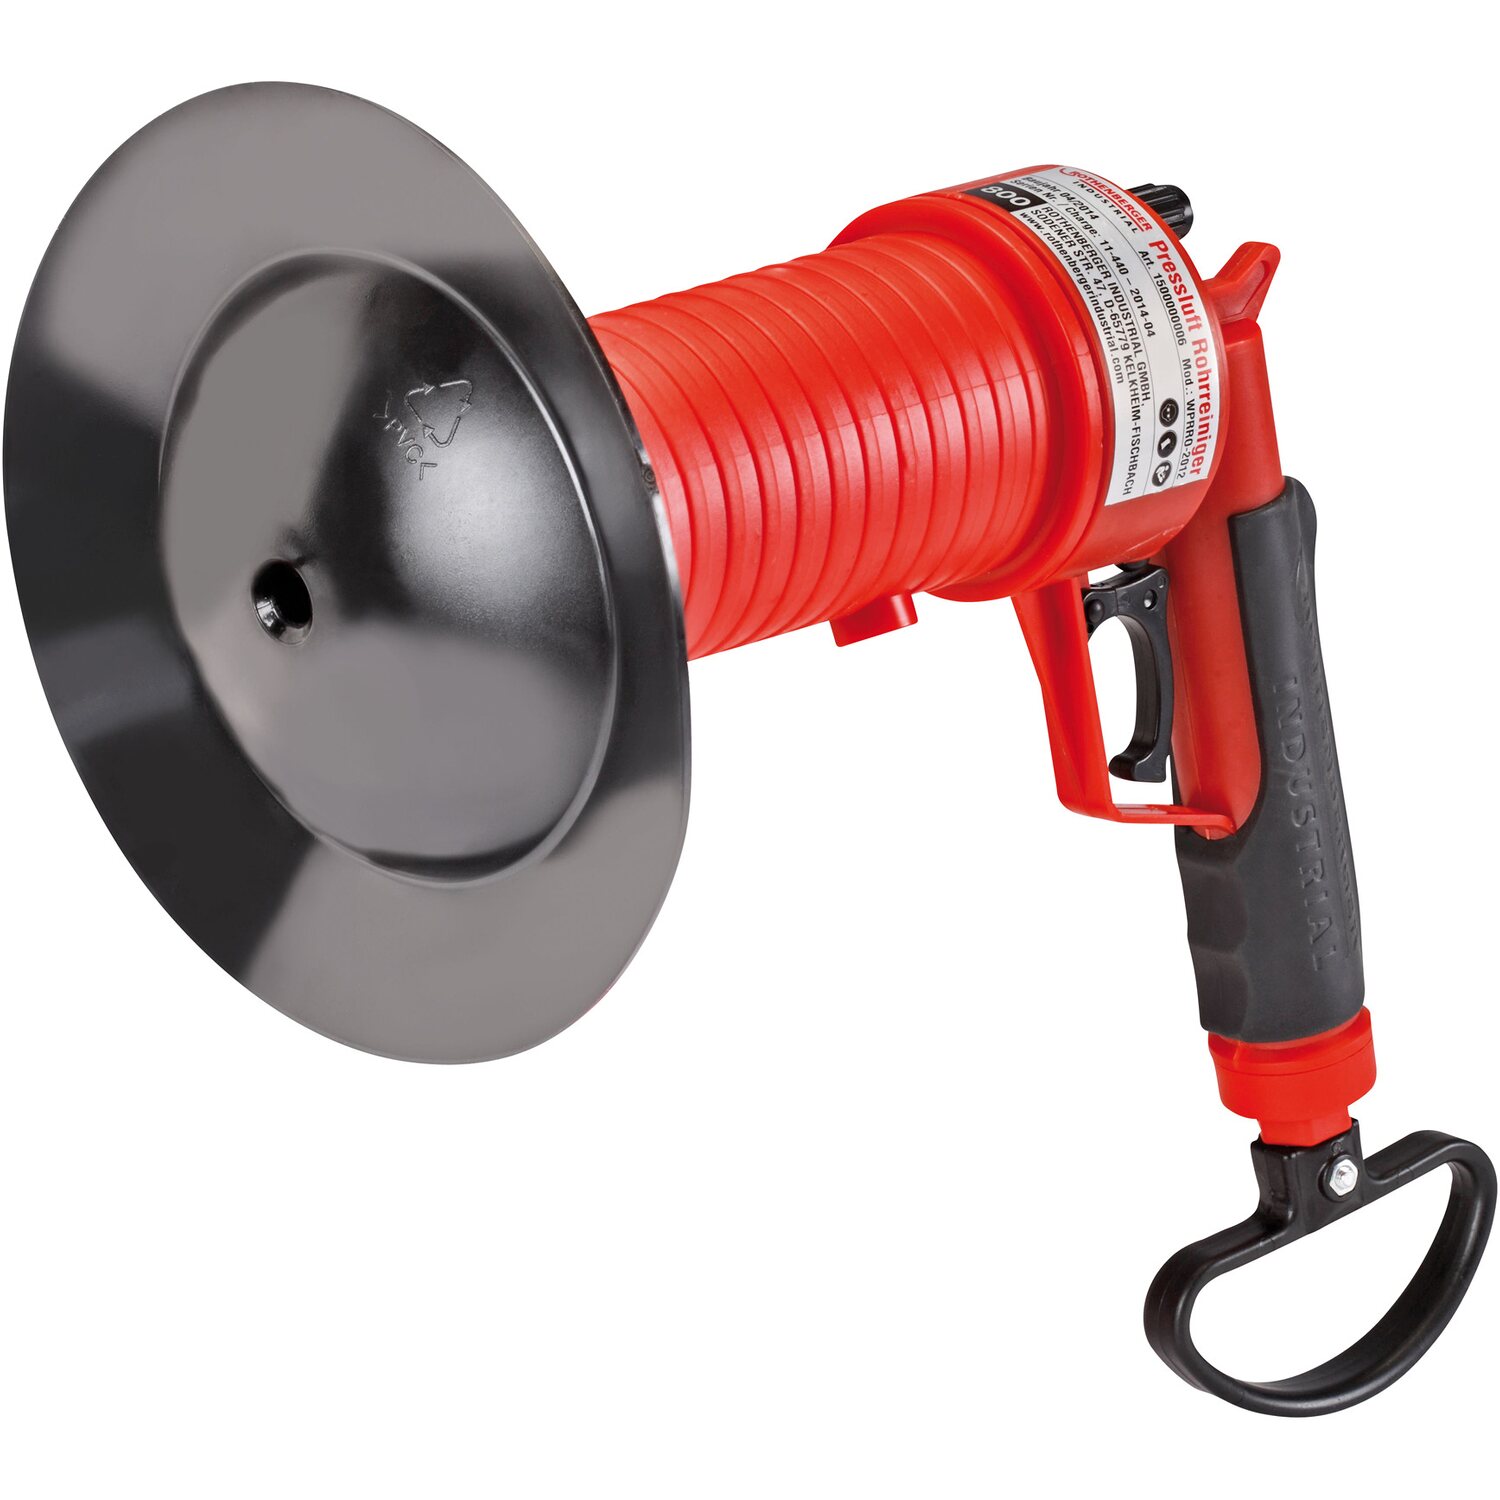 ROTHENBERGER
INDUSTRIAL
Pressluft Rohrreiniger
Art. 1500000006 Mod.: WPRRO-2012
Baujahr 04/2014
Serien Nr. / Charge: 11-440 – 2014-04
800
ROTHENBERGER INDUSTRIAL GMBH,
SODENER STR. 47, D-65779 KELKHEIM-FISCHBACH
www.rothenbergerindustrial.com
PVC
INDUSTRIAL